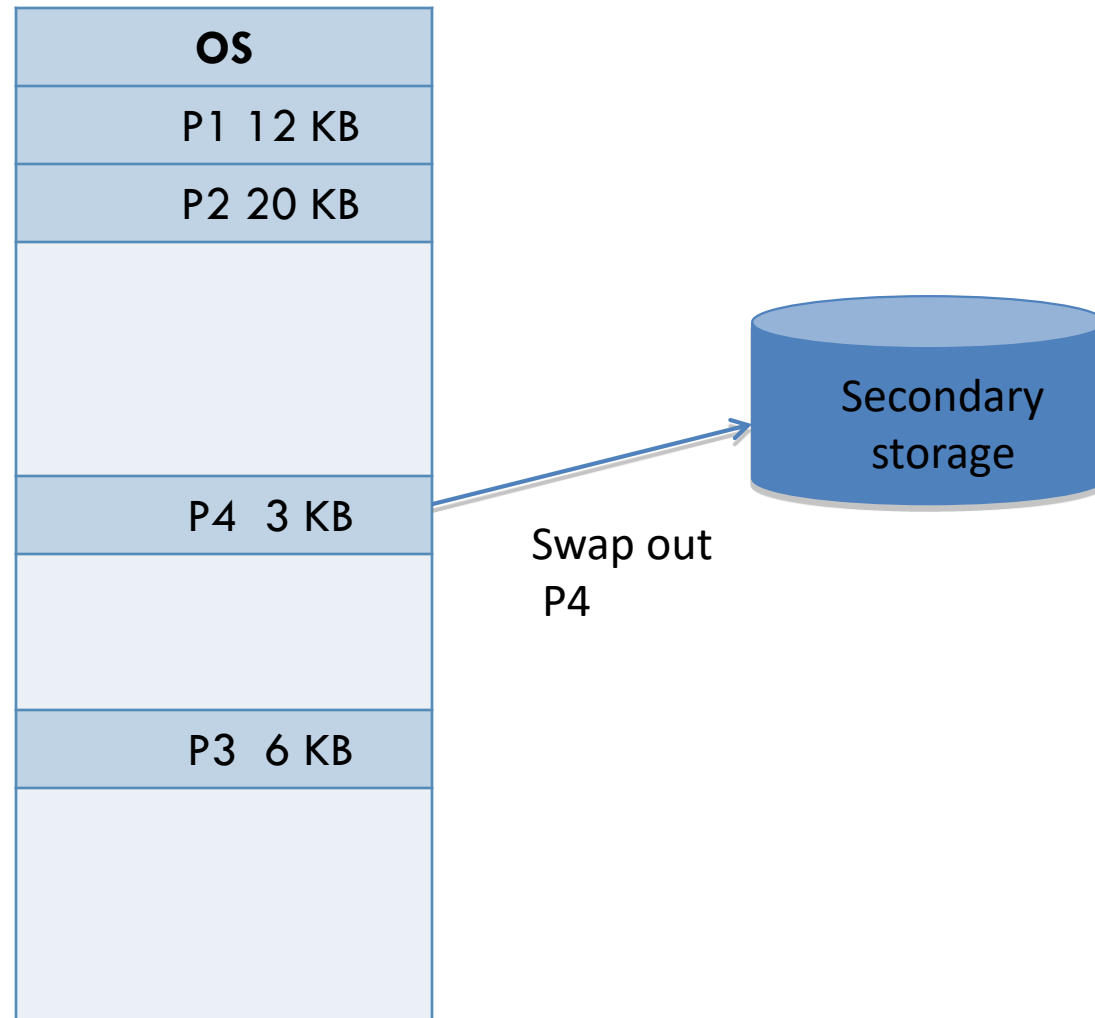 OS
P1 12 KB
P2 20 KB
P4 3 KB
P3 6 KB
Secondary
storage
Swap out
P4